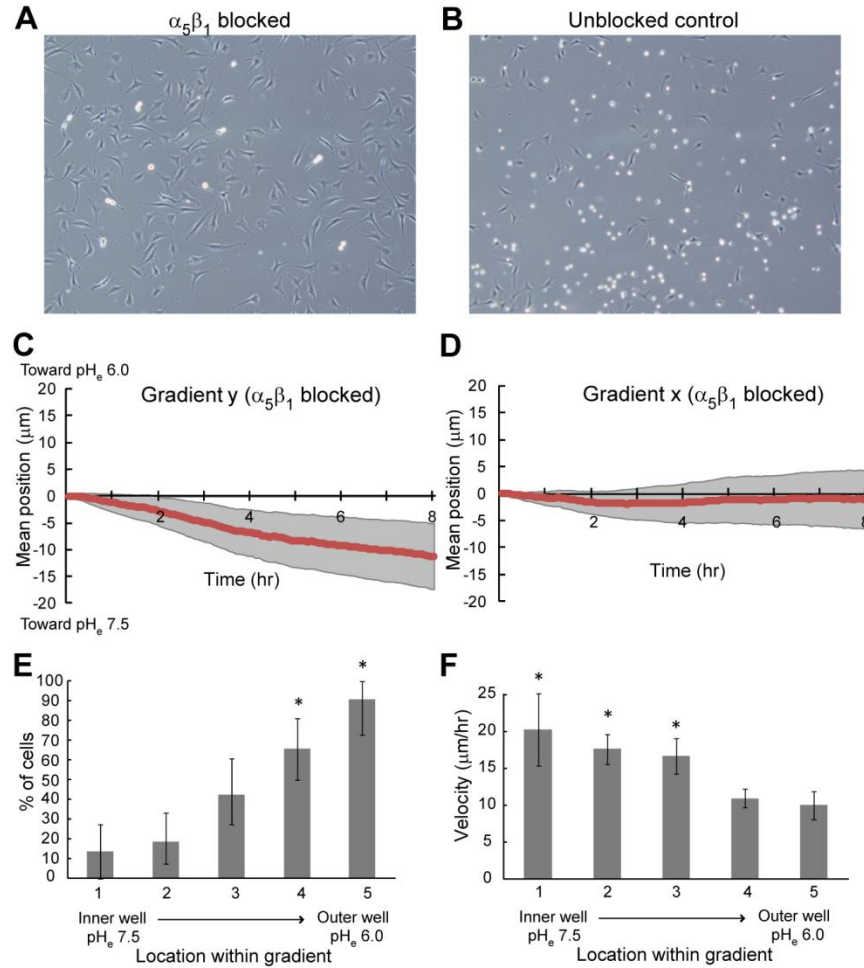 A
α₅β₁ blocked
B
Unblocked control
C
Toward pHₑ 6.0
Gradient y (α₅β₁ blocked)
20
15
10
5
0
-5
-10
-15
-20
2
4
6
8
Mean position (μm)
Time (hr)
Toward pHₑ 7.5
D
Gradient x (α₅β₁ blocked)
20
15
10
5
0
-5
-10
-15
-20
2
4
6
8
Mean position (μm)
Time (hr)
E
100
90
80
70
60
50
40
30
20
10
0
% of cells
*
*
1
2
3
4
5
Inner well
pHₑ 7.5
Outer well
pHₑ 6.0
Location within gradient
F
25
20
15
10
5
0
Velocity (μm/hr)
*
*
*
1
2
3
4
5
Inner well
pHₑ 7.5
Outer well
pHₑ 6.0
Location within gradient